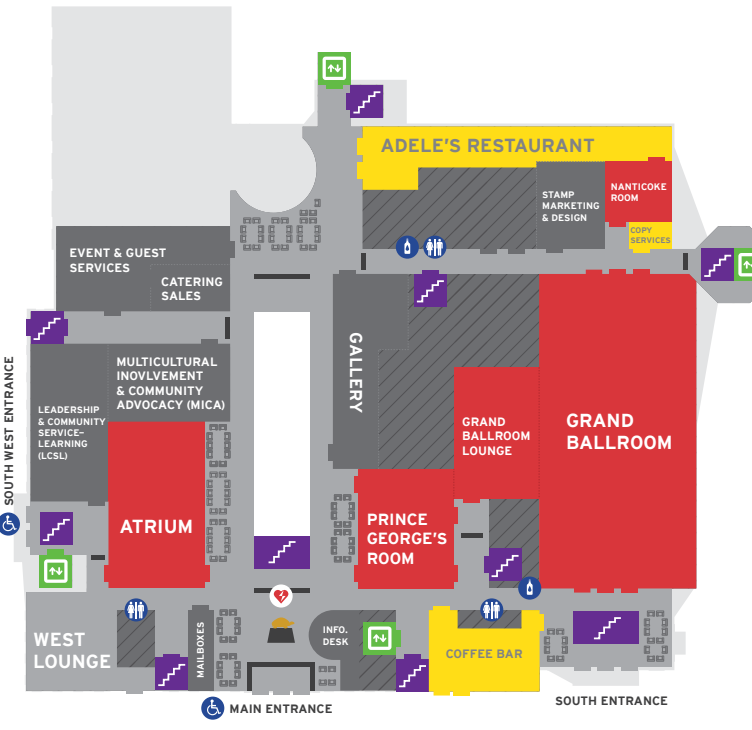 ADELE'S RESTAURANT
STAMP
MARKETING
& DESIGN
NANTICOKE
ROOM
COPY
SERVICES
EVENT & GUEST
SERVICES
CATERING
SALES
MULTICULTURAL
INOVLVEMENT
& COMMUNITY
ADVOCACY (MICA)
LEADERSHIP
& COMMUNITY
SERVICE–
LEARNING
(LCSL)
SOUTH WEST ENTRANCE
GALLERY
GRAND
BALLROOM
LOUNGE
GRAND
BALLROOM
ATRIUM
PRINCE
GEORGE'S
ROOM
WEST
LOUNGE
MAILBOXES
INFO.
DESK
COFFEE BAR
MAIN ENTRANCE
SOUTH ENTRANCE